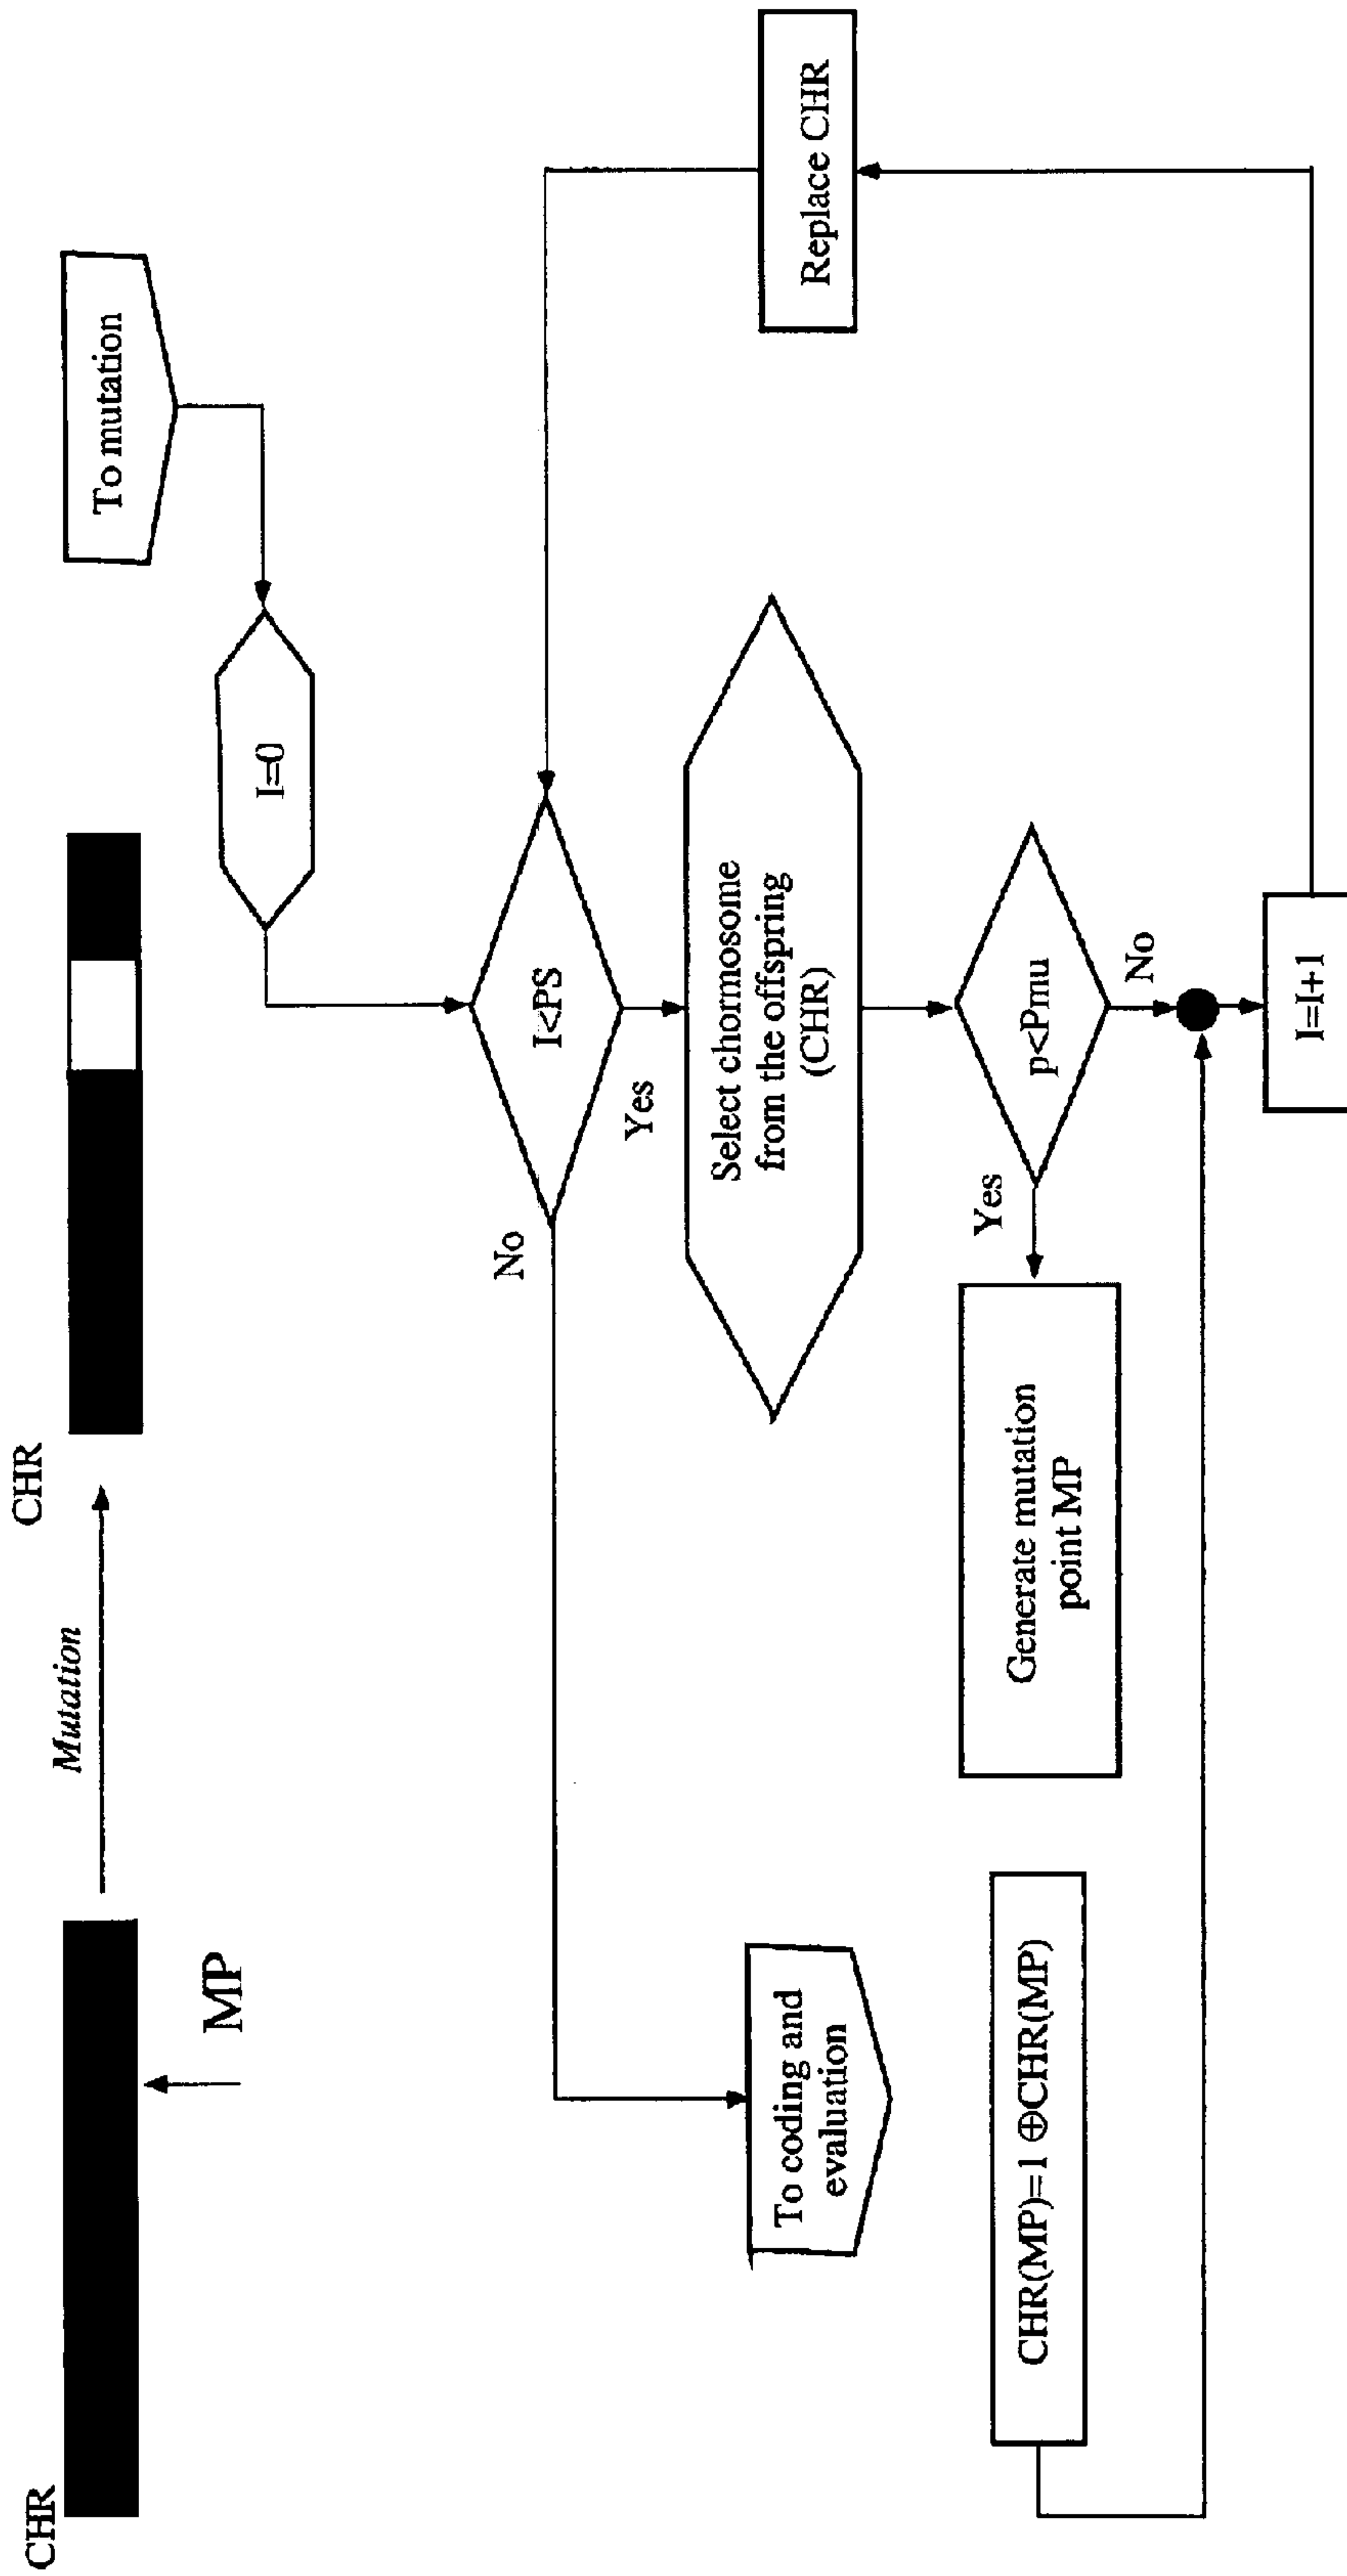 CHR
Mutation
CHR
MP
To mutation
I=0
I<PS
No
Yes
Select chormosome
from the offspring
(CHR)
Replace CHR
To coding and
evaluation
p<Pmu
Yes
No
Generate mutation
point MP
CHR(MP)=1 ⊕CHR(MP)
I=I+1